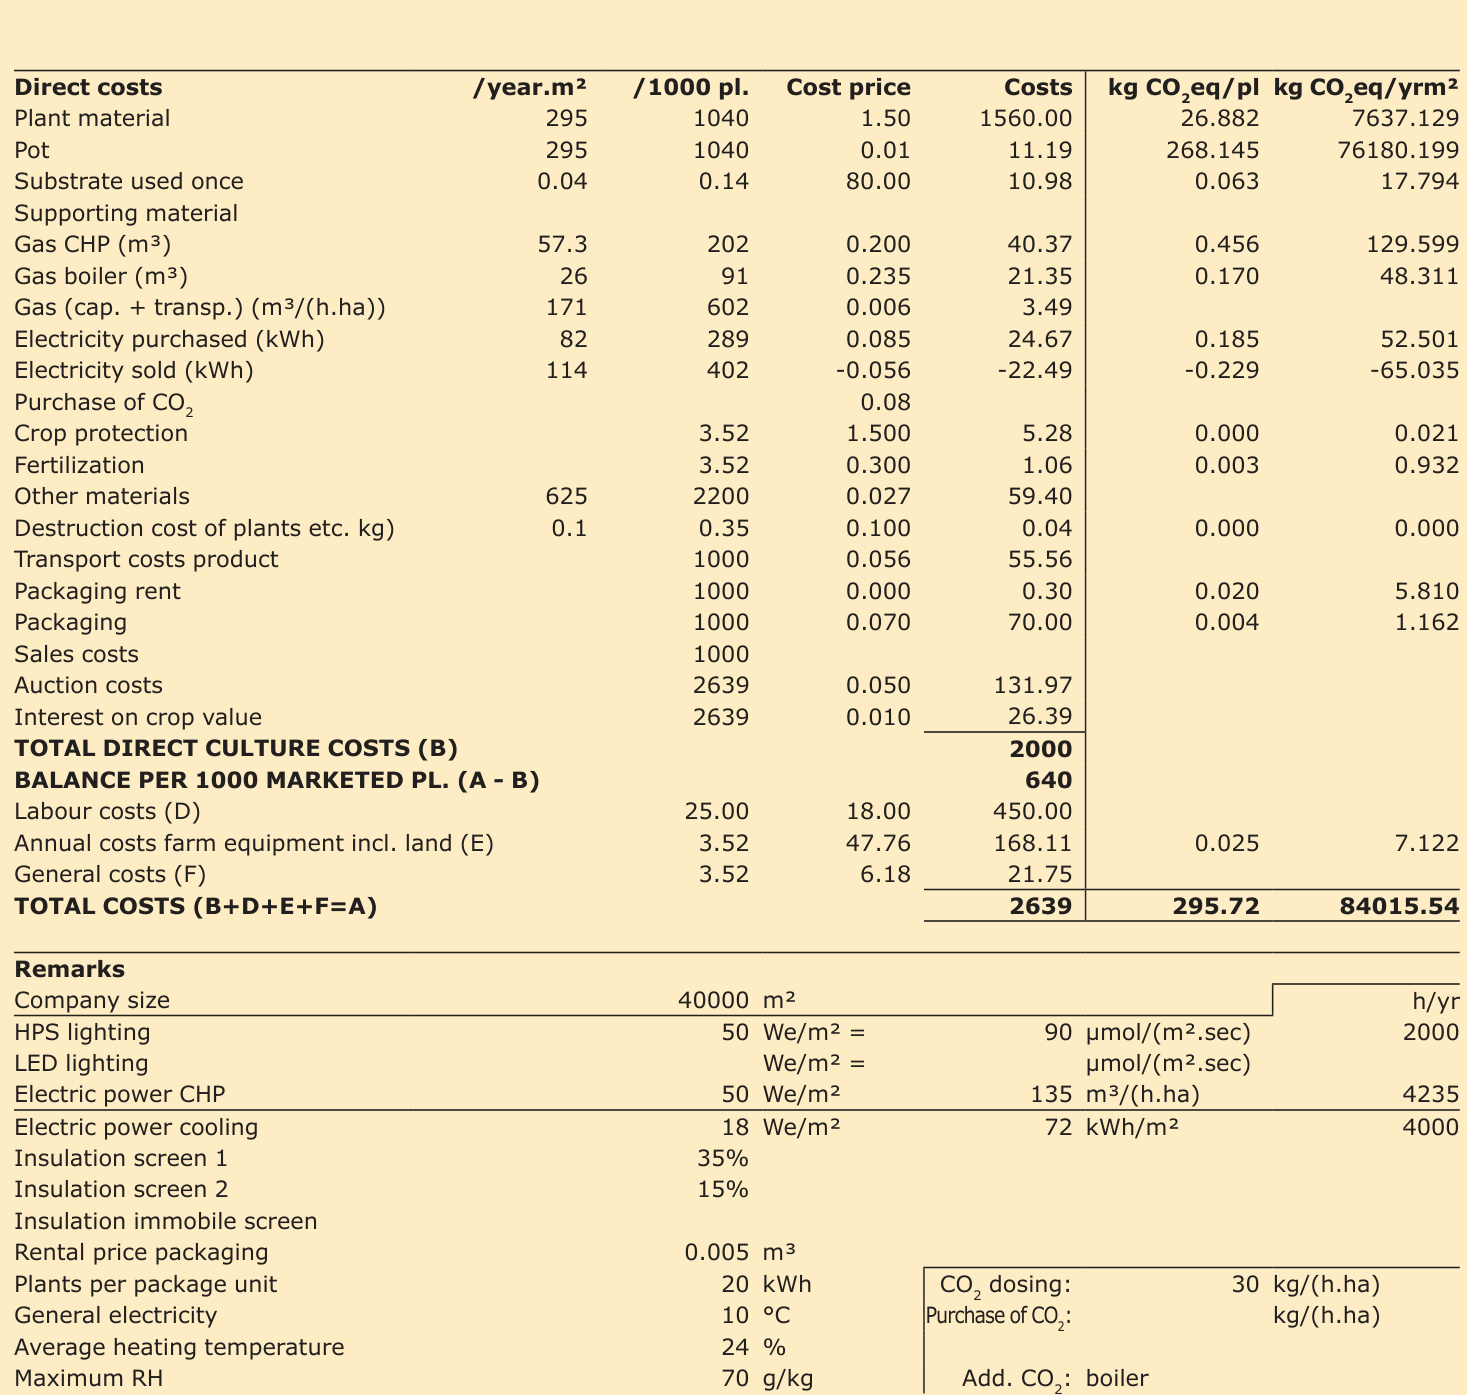 Direct costs /year.m² /1000 pl. Cost price Costs kg CO2eq/pl kg CO2eq/yrm²
Plant material 295 1040 1.50 1560.00 26.882 7637.129
Pot 295 1040 0.01 11.19 268.145 76180.199
Substrate used once 0.04 0.14 80.00 10.98 0.063 17.794
Supporting material
Gas CHP (m³) 57.3 202 0.200 40.37 0.456 129.599
Gas boiler (m³) 26 91 0.235 21.35 0.170 48.311
Gas (cap. + transp.) (m³/(h.ha)) 171 602 0.006 3.49
Electricity purchased (kWh) 82 289 0.085 24.67 0.185 52.501
Electricity sold (kWh) 114 402 -0.056 -22.49 -0.229 -65.035
Purchase of CO2 0.08
Crop protection 3.52 1.500 5.28 0.000 0.021
Fertilization 3.52 0.300 1.06 0.003 0.932
Other materials 625 2200 0.027 59.40
Destruction cost of plants etc. kg) 0.1 0.35 0.100 0.04 0.000 0.000
Transport costs product 1000 0.056 55.56
Packaging rent 1000 0.000 0.30 0.020 5.810
Packaging 1000 0.070 70.00 0.004 1.162
Sales costs 1000
Auction costs 2639 0.050 131.97
Interest on crop value 2639 0.010 26.39
TOTAL DIRECT CULTURE COSTS (B) 2000
BALANCE PER 1000 MARKETED PL. (A - B) 640
Labour costs (D) 25.00 18.00 450.00
Annual costs farm equipment incl. land (E) 3.52 47.76 168.11 0.025 7.122
General costs (F) 3.52 6.18 21.75
TOTAL COSTS (B+D+E+F=A) 2639 295.72 84015.54
Remarks
Company size 40000 m² h/yr
HPS lighting 50 We/m² = 90 µmol/(m².sec) 2000
LED lighting We/m² = µmol/(m².sec)
Electric power CHP 50 We/m² 135 m³/(h.ha) 4235
Electric power cooling 18 We/m² 72 kWh/m² 4000
Insulation screen 1 35%
Insulation screen 2 15%
Insulation immobile screen
Rental price packaging 0.005 m³
Plants per package unit 20 kWh CO2 dosing: 30 kg/(h.ha)
General electricity 10 °C Purchase of CO2: kg/(h.ha)
Average heating temperature 24 %
Maximum RH 70 g/kg Add. CO2: boiler